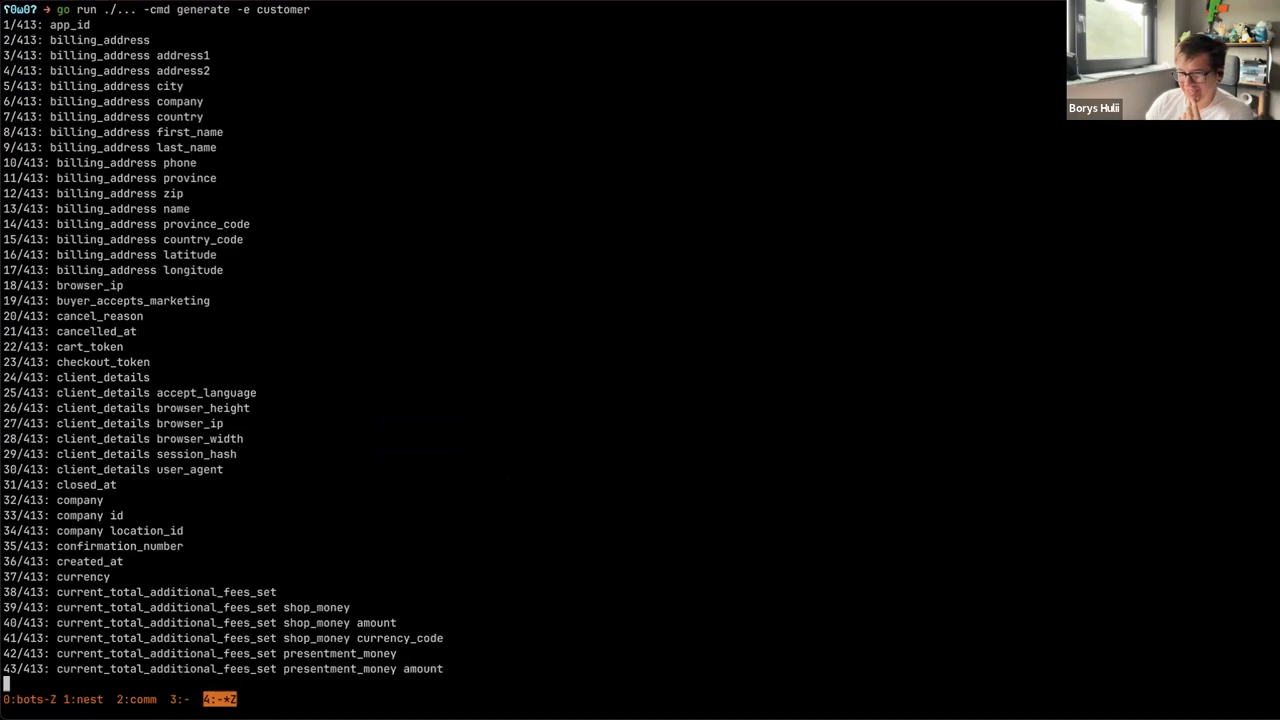 ʕ0ω0ʔ → go run ./... -cmd generate -e customer
1/413: app_id
2/413: billing_address
3/413: billing_address address1
4/413: billing_address address2
5/413: billing_address city
6/413: billing_address company
7/413: billing_address country
8/413: billing_address first_name
9/413: billing_address last_name
10/413: billing_address phone
11/413: billing_address province
12/413: billing_address zip
13/413: billing_address name
14/413: billing_address province_code
15/413: billing_address country_code
16/413: billing_address latitude
17/413: billing_address longitude
18/413: browser_ip
19/413: buyer_accepts_marketing
20/413: cancel_reason
21/413: cancelled_at
22/413: cart_token
23/413: checkout_token
24/413: client_details
25/413: client_details accept_language
26/413: client_details browser_height
27/413: client_details browser_ip
28/413: client_details browser_width
29/413: client_details session_hash
30/413: client_details user_agent
31/413: closed_at
32/413: company
33/413: company id
34/413: company location_id
35/413: confirmation_number
36/413: created_at
37/413: currency
38/413: current_total_additional_fees_set
39/413: current_total_additional_fees_set shop_money
40/413: current_total_additional_fees_set shop_money amount
41/413: current_total_additional_fees_set shop_money currency_code
42/413: current_total_additional_fees_set presentment_money
43/413: current_total_additional_fees_set presentment_money amount
0:bots-Z 1:nest 2:comm 3:- 4:-*Z
Borys Hulii